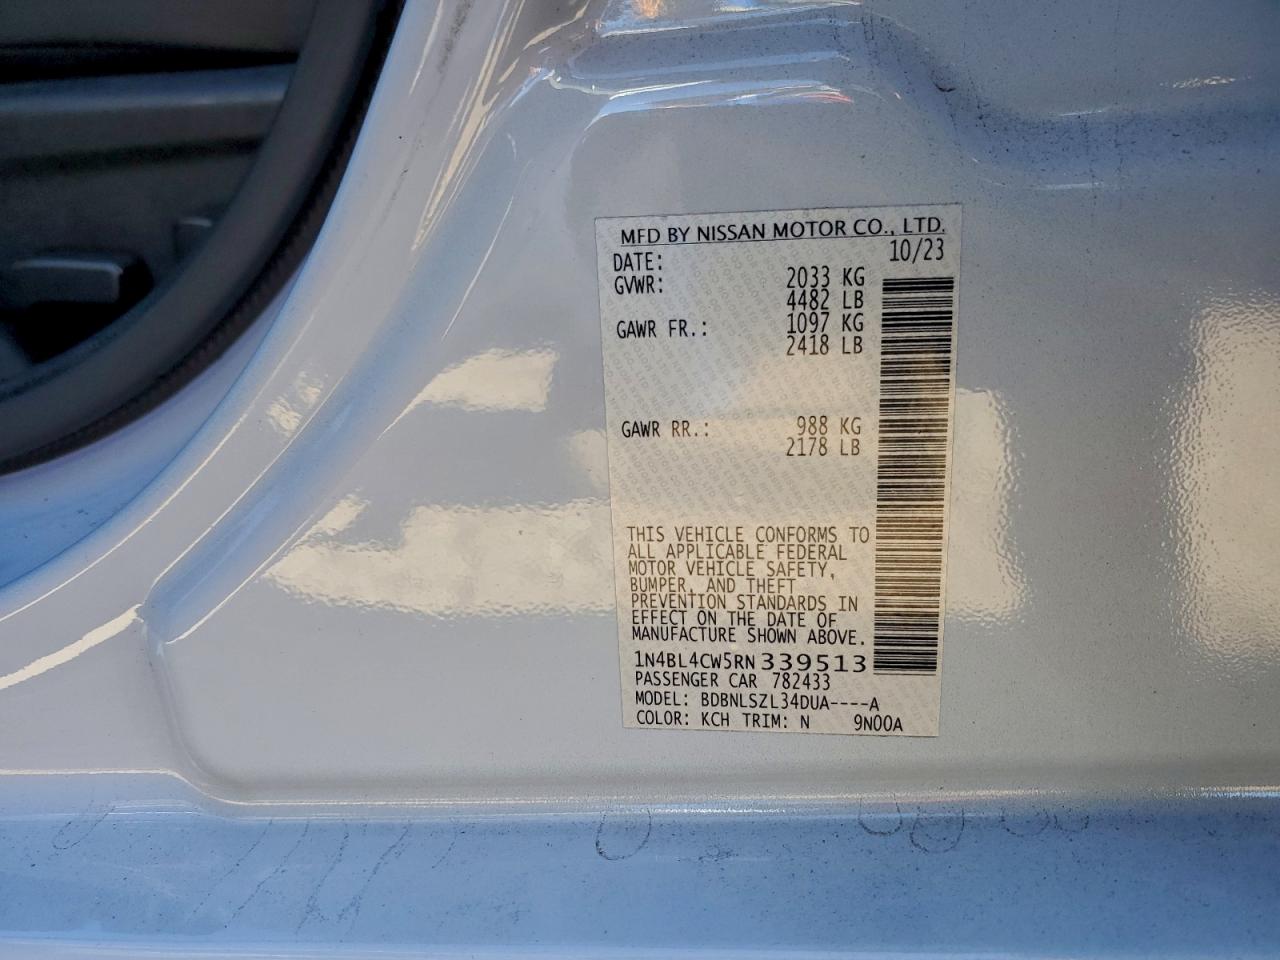 MFD BY NISSAN MOTOR CO., LTD.
DATE: 10/23
GVWR: 2033 KG
4482 LB
GAWR FR.: 1097 KG
2418 LB
GAWR RR.: 988 KG
2178 LB
THIS VEHICLE CONFORMS TO
ALL APPLICABLE FEDERAL
MOTOR VEHICLE SAFETY,
BUMPER, AND THEFT
PREVENTION STANDARDS IN
EFFECT ON THE DATE OF
MANUFACTURE SHOWN ABOVE.
1N4BL4CW5RN339513
PASSENGER CAR 782433
MODEL: BDBNLSZL34DUA----A
COLOR: KCH TRIM: N 9N00A